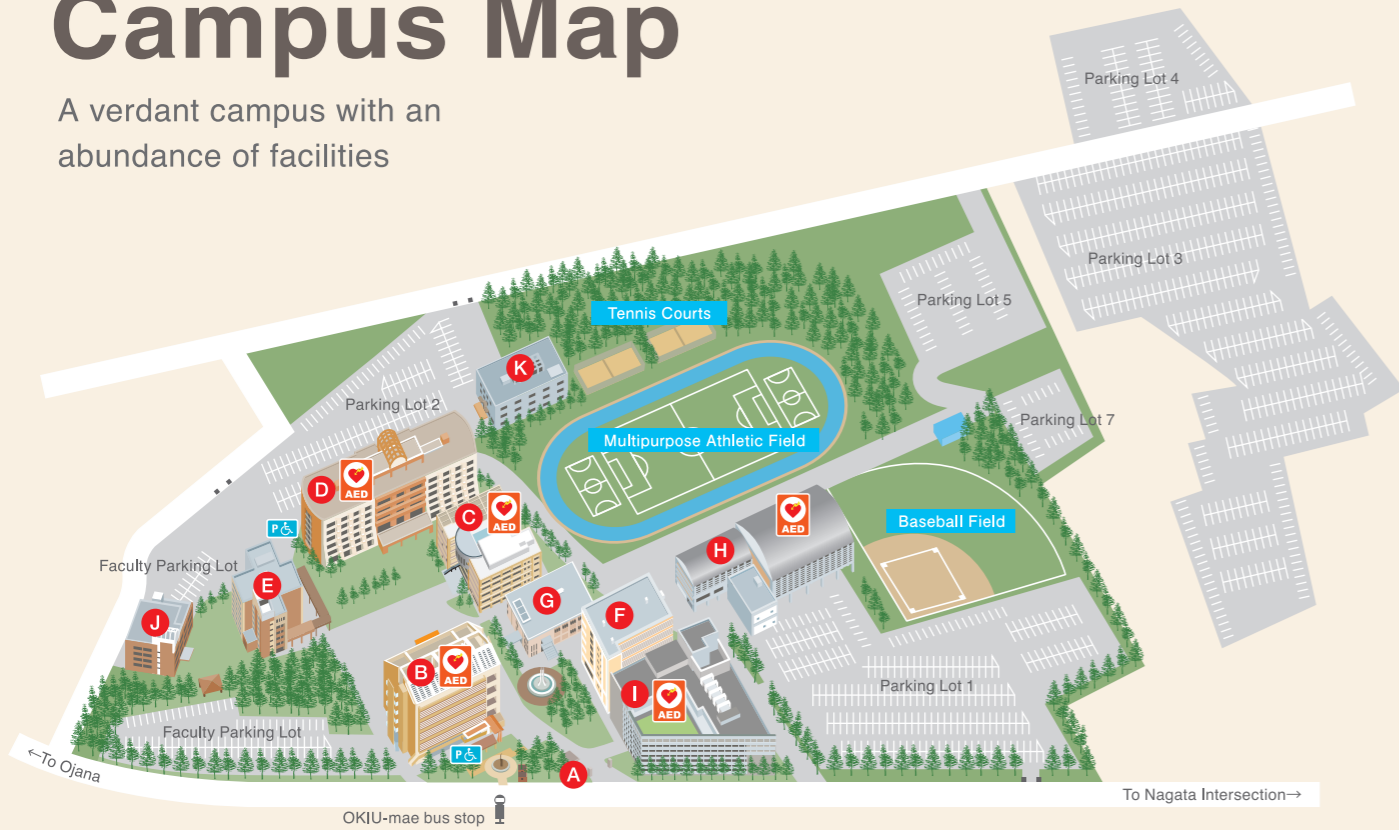 Campus Map
A verdant campus with an
abundance of facilities
Parking Lot 4
Parking Lot 3
Parking Lot 5
Tennis Courts
K
Parking Lot 2
Parking Lot 7
Multipurpose Athletic Field
D
AED
C
AED
AED
Baseball Field
P
H
Faculty Parking Lot
E
G
F
J
B
AED
I
AED
Parking Lot 1
Faculty Parking Lot
P
A
←To Ojana
To Nagata Intersection→
OKIU-mae bus stop